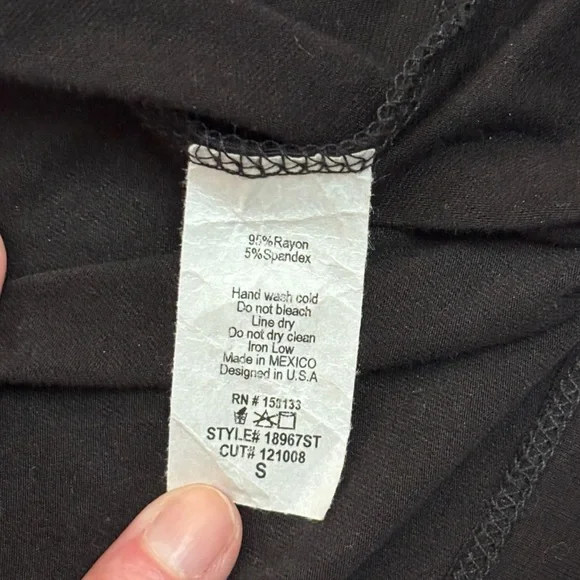 95%Rayon
5%Spandex
Hand wash cold
Do not bleach
Line dry
Do not dry clean
Iron Low
Made in MEXICO
Designed in U.S.A
RN #
STYLE# 18967ST
CUT# 121008
S